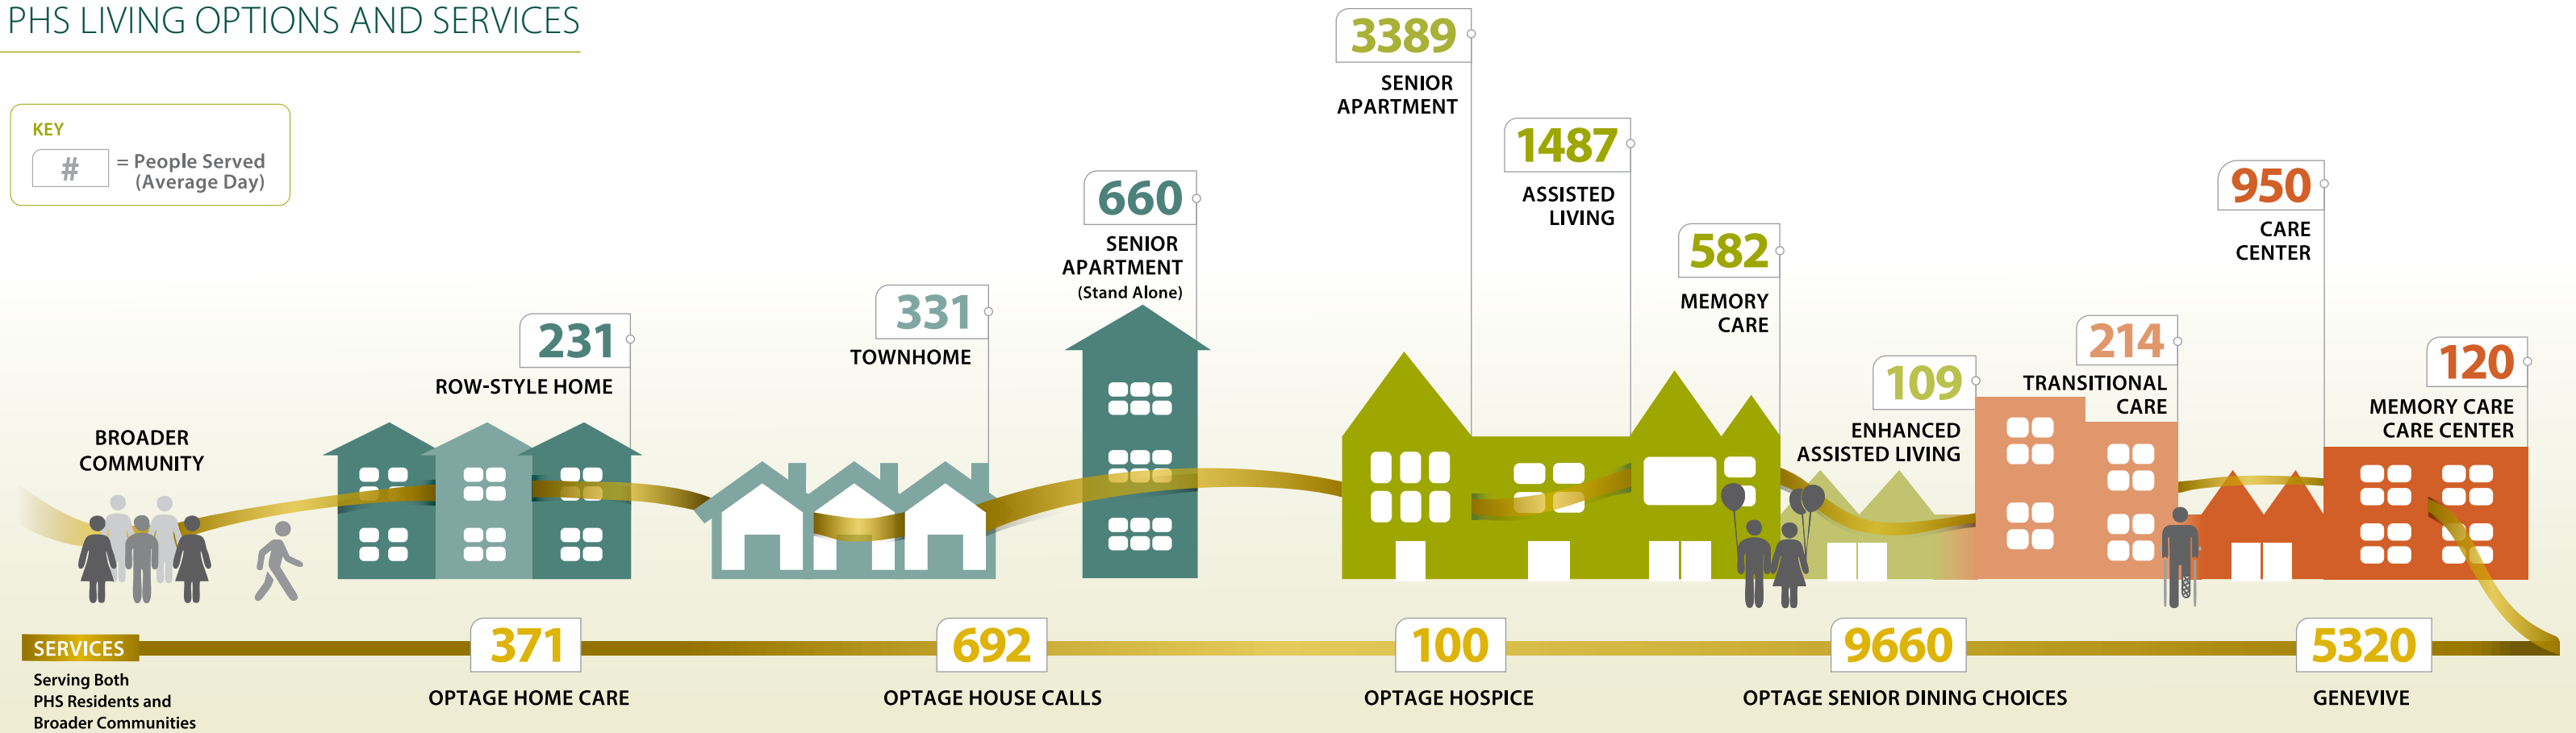 PHS LIVING OPTIONS AND SERVICES
KEY
#
= People Served
(Average Day)
BROADER
COMMUNITY
231
ROW-STYLE HOME
331
TOWNHOME
660
SENIOR
APARTMENT
(Stand Alone)
3389
SENIOR
APARTMENT
1487
ASSISTED
LIVING
582
MEMORY
CARE
109
ENHANCED
ASSISTED LIVING
214
TRANSITIONAL
CARE
950
CARE
CENTER
120
MEMORY CARE
CARE CENTER
SERVICES
Serving Both
PHS Residents and
Broader Communities
371
OPTAGE HOME CARE
692
OPTAGE HOUSE CALLS
100
OPTAGE HOSPICE
9660
OPTAGE SENIOR DINING CHOICES
5320
GENEVIVE